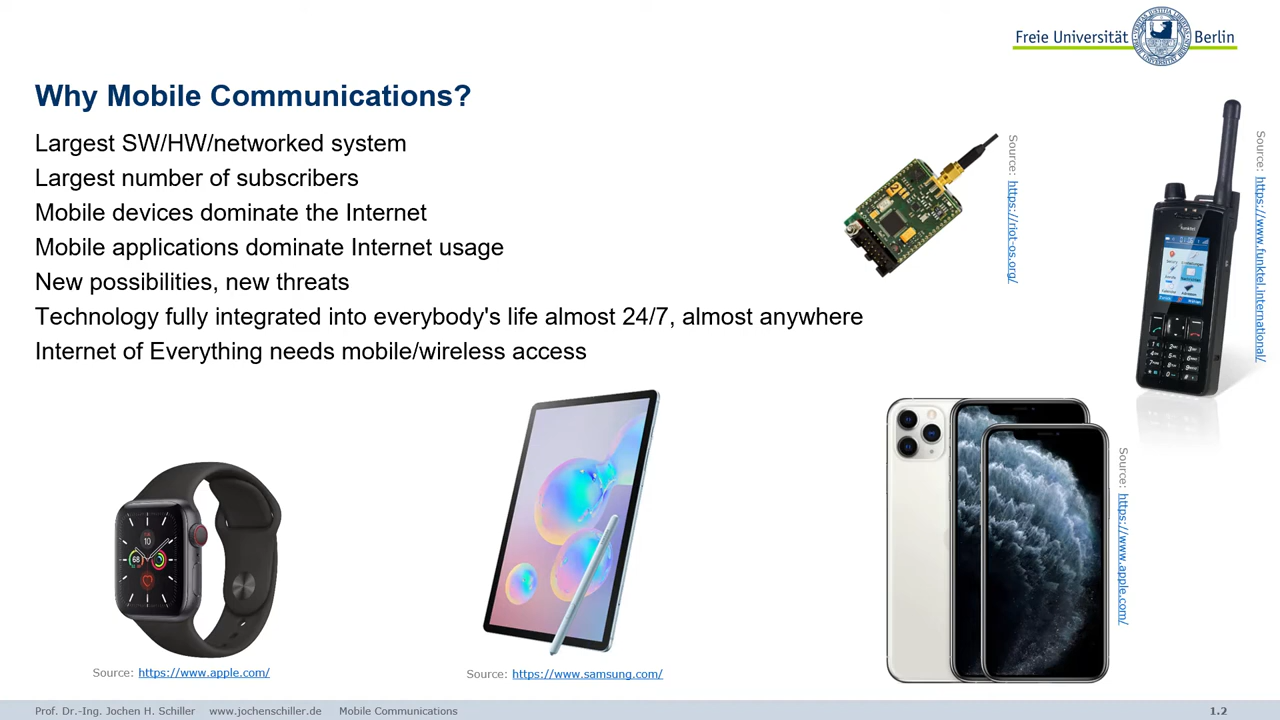 Freie Universität Berlin
Why Mobile Communications?
Largest SW/HW/networked system
Largest number of subscribers
Mobile devices dominate the Internet
Mobile applications dominate Internet usage
New possibilities, new threats
Technology fully integrated into everybody's life almost 24/7, almost anywhere
Internet of Everything needs mobile/wireless access
Source: https://riot-os.org/
Source: https://www.funktel.international/
funktel
Source: https://www.apple.com/
Source: https://www.samsung.com/
Source: https://www.apple.com/
Prof. Dr.-Ing. Jochen H. Schiller www.jochenschiller.de Mobile Communications 1.2